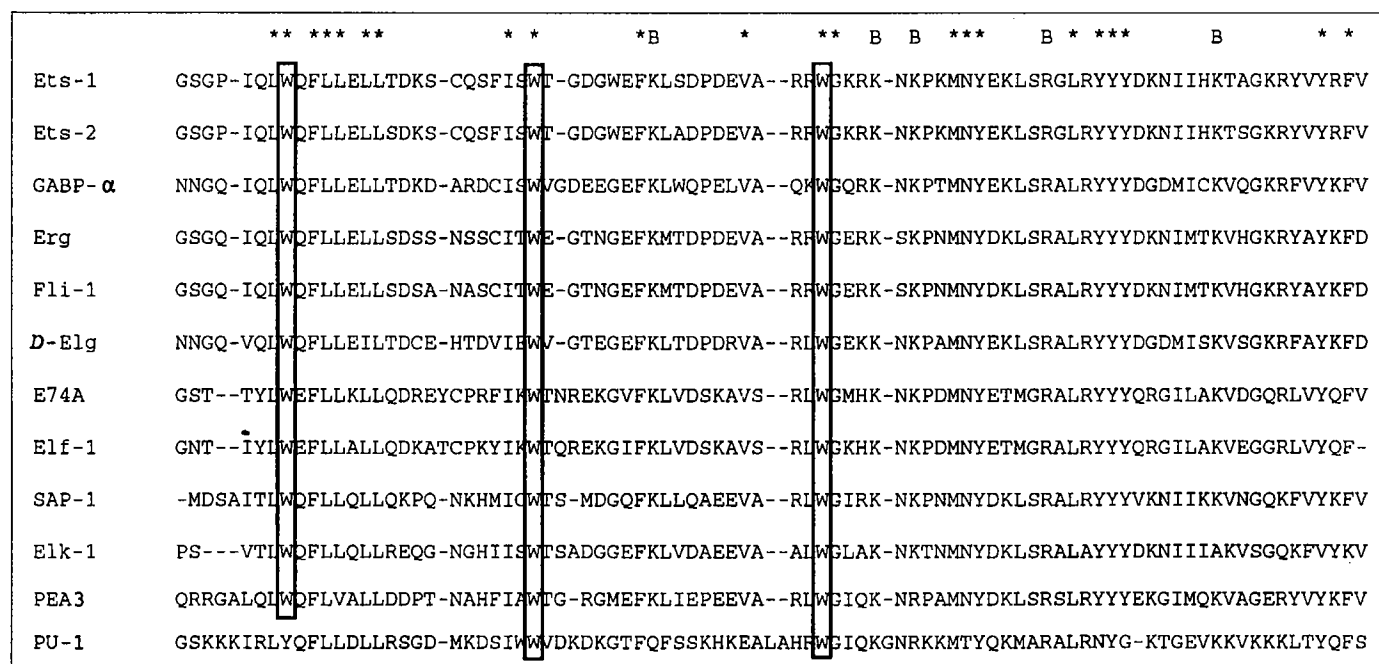 ** *** ** * * *B * ** B B *** B * *** B * *
Ets-1 GSGP-IQLWQFLLELLTDKS-CQSFISWT-GDGWEFKLSDPDEVA--RRWGKRK-NKPKMNYEKLSRGLRYYYDKNIIHKTAGKRYVYRFV
Ets-2 GSGP-IQLWQFLLELLSDKS-CQSFISWT-GDGWEFKLADPDEVA--RRWGKRK-NKPKMNYEKLSRGLRYYYDKNIIHKTSGKRYVYRFV
GABP-α NNGQ-IQLWQFLLELLTDKD-ARDCISWVGDEEGEFKLWQPELVA--QKWGQRK-NKPTMNYEKLSRALRYYYDGDMICKVQGKRFVYKFV
Erg GSGQ-IQLWQFLLELLSDSS-NSSCITWE-GTNGEFKMTDPDEVA--RRWGERK-SKPNMNYDKLSRALRYYYDKNIMTKVHGKRYAYKFD
Fli-1 GSGQ-IQLWQFLLELLSDSA-NASCITWE-GTNGEFKMTDPDEVA--RRWGERK-SKPNMNYDKLSRALRYYYDKNIMTKVHGKRYAYKFD
D-Elg NNGQ-VQLWQFLLEILTDCE-HTDVIEWV-GTEGEFKLTDPDRVA--RLWGEKK-NKPAMNYEKLSRALRYYYDGDMISKVSGKRFAYKFD
E74A GST--TYLWEFLLKLLQDREYCPRFIKWTNREKGVFKLVDSKAVS--RLWGMHK-NKPDMNYETMGRALRYYYQRGILAKVDGQRLVYQFV
Elf-1 GNT--IYLWEFLLALLQDKATCPKYIKWTQREKGIFKLVDSKAVS--RLWGKHK-NKPDMNYETMGRALRYYYQRGILAKVEGGRLVYQF-
SAP-1 -MDSAITLWQFLLQLLQKPQ-NKHMICWTS-MDGQFKLLQAEEVA--RLWGIRK-NKPNMNYDKLSRALRYYYVKNIIKKVNGQKFVYKFV
Elk-1 PS---VTLWQFLLQLLREQG-NGHIISWTSADGGEFKLVDAEEVA--ALWGLAK-NKTNMNYDKLSRALAYYYDKNIIIAKVSGQKFVYKV
PEA3 QRRGALQLWQFLVALLDDPT-NAHFIAWTG-RGMEFKLIEPEEVA--RLWGIQK-NRPAMNYDKLSRSLRYYYEKGIMQKVAGERYVYKFV
PU-1 GSKKKIRLYQFLLDLLRSGD-MKDSIWWVDKDKGTFQFSSKHKEALAHRWGIQKGNRKKMTYQKMARALRNYG-KTGEVKKVKKKLTYQFS